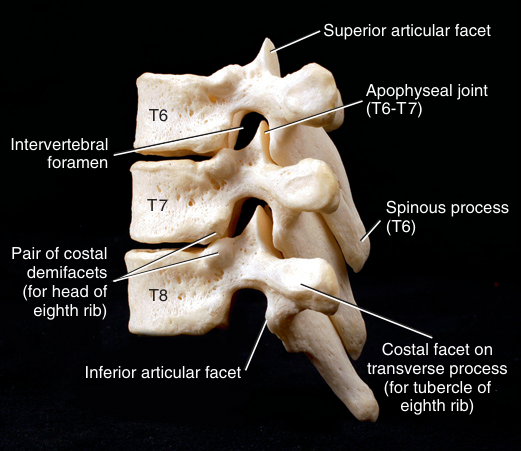 Superior articular facet
Apophyseal joint
(T6-T7)
T6
Intervertebral
foramen
T7
Spinous process
(T6)
Pair of costal
demifacets
(for head of
eighth rib)
T8
Inferior articular facet
Costal facet on
transverse process
(for tubercle of
eighth rib)